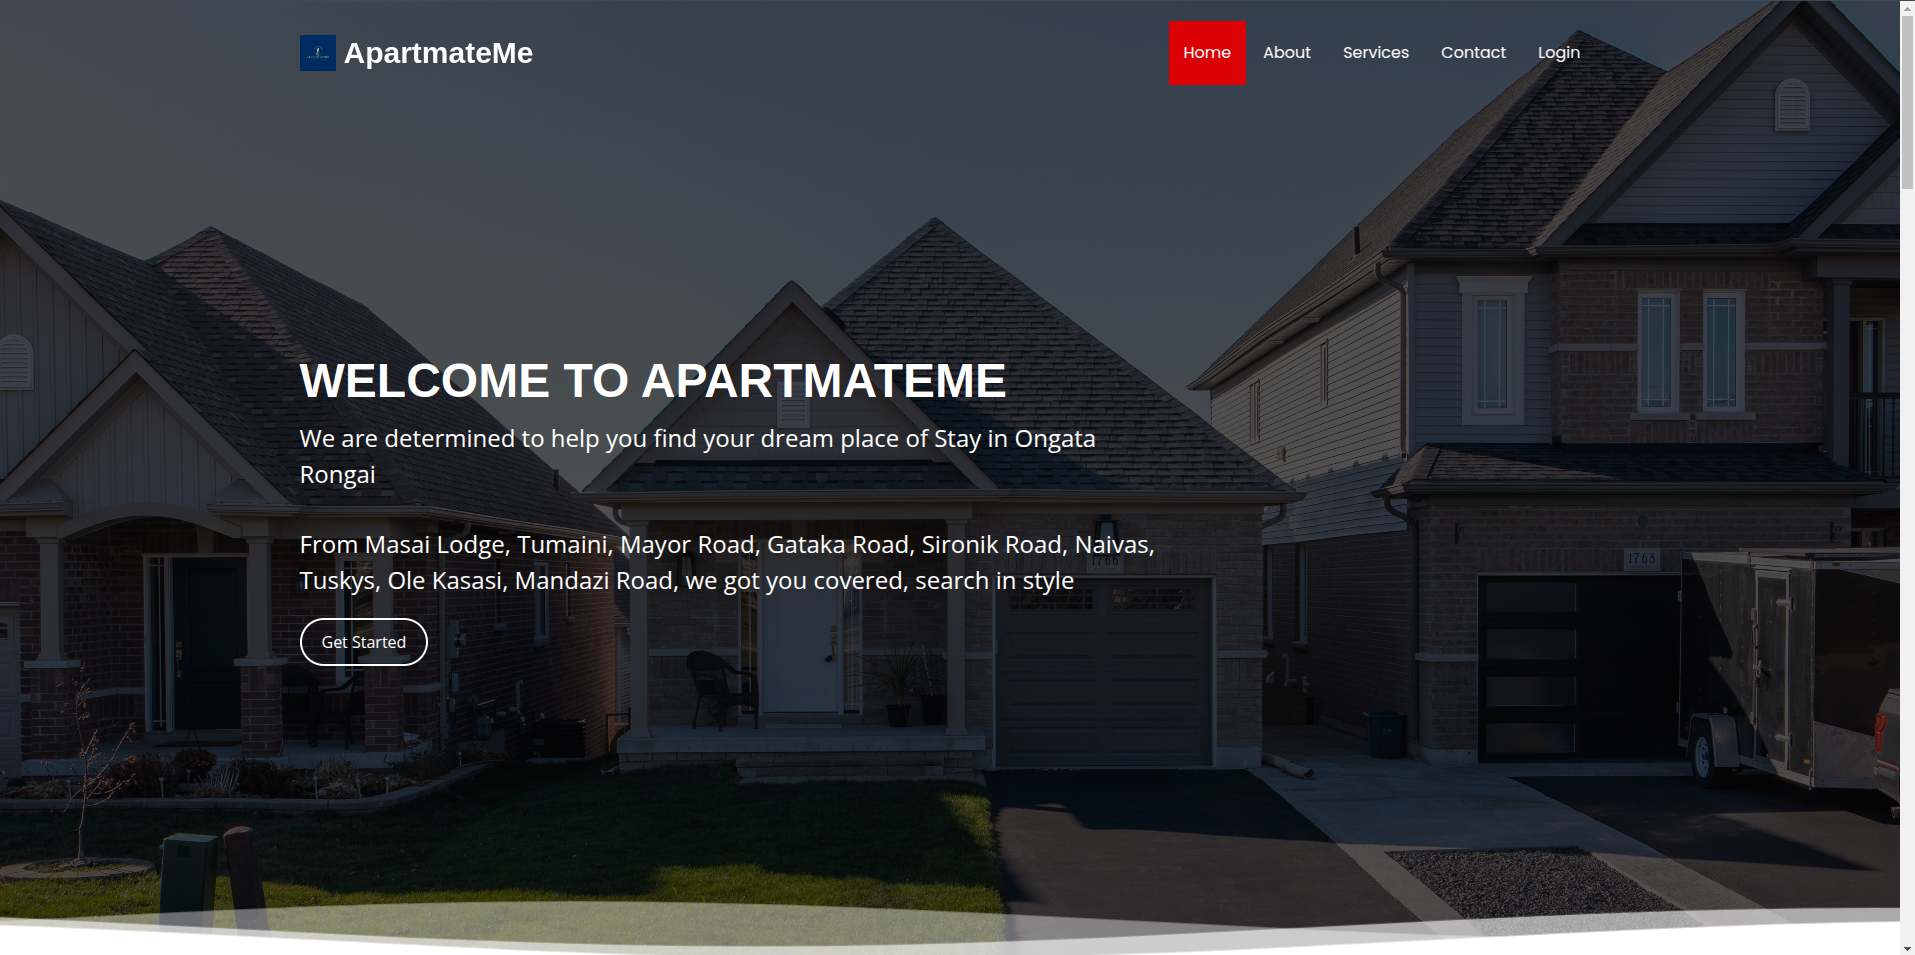 ApartmateMe
Home About Services Contact Login
WELCOME TO APARTMATEME
We are determined to help you find your dream place of Stay in Ongata
Rongai
From Masai Lodge, Tumaini, Mayor Road, Gataka Road, Sironik Road, Naivas,
1766
Tuskys, Ole Kasasi, Mandazi Road, we got you covered, search in style
1768
Get Started